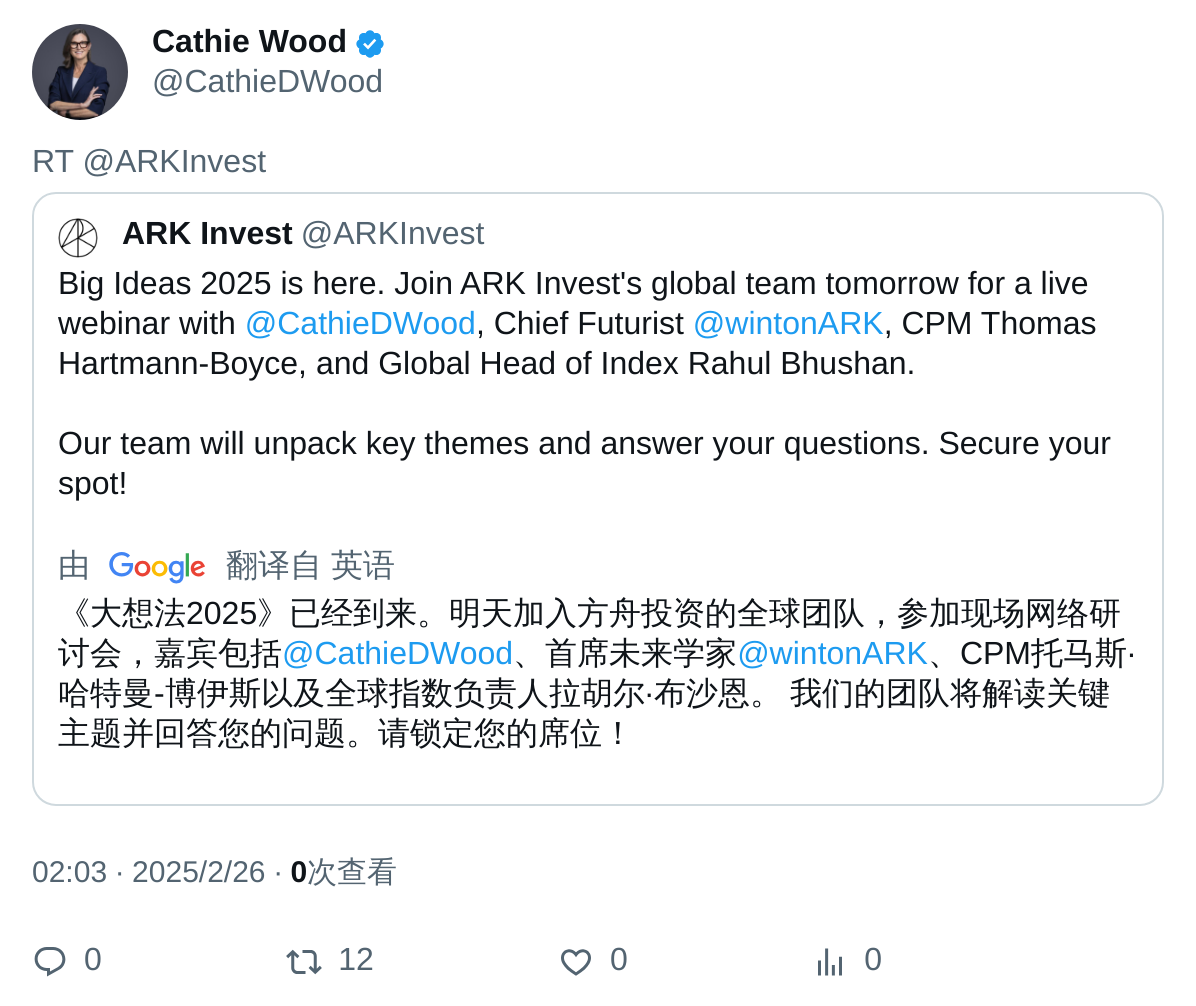 Cathie Wood
@CathieDWood
RT @ARKInvest
ARK Invest @ARKInvest
Big Ideas 2025 is here. Join ARK Invest's global team tomorrow for a live
webinar with @CathieDWood, Chief Futurist @wintonARK, CPM Thomas
Hartmann-Boyce, and Global Head of Index Rahul Bhushan.
Our team will unpack key themes and answer your questions. Secure your
spot!
由 Google 翻译自 英语
《大想法2025》已经到来。明天加入方舟投资的全球团队，参加现场网络研
讨会，嘉宾包括@CathieDWood、首席未来学家@wintonARK、CPM托马斯·
哈特曼-博伊斯以及全球指数负责人拉胡尔·布沙恩。 我们的团队将解读关键
主题并回答您的问题。请锁定您的席位！
02:03 · 2025/2/26 · 0次查看
0 12 0 0